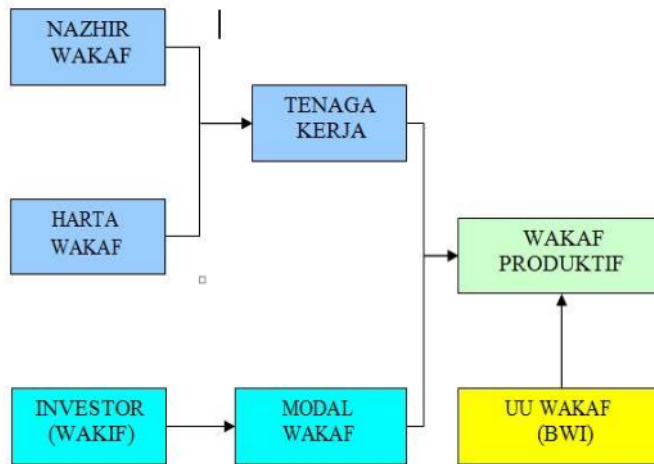 NAZHIR
WAKAF
TENAGA
KERJA
HARTA
WAKAF
WAKAF
PRODUKTIF
INVESTOR
(WAKIF)
MODAL
WAKAF
UU WAKAF
(BWI)